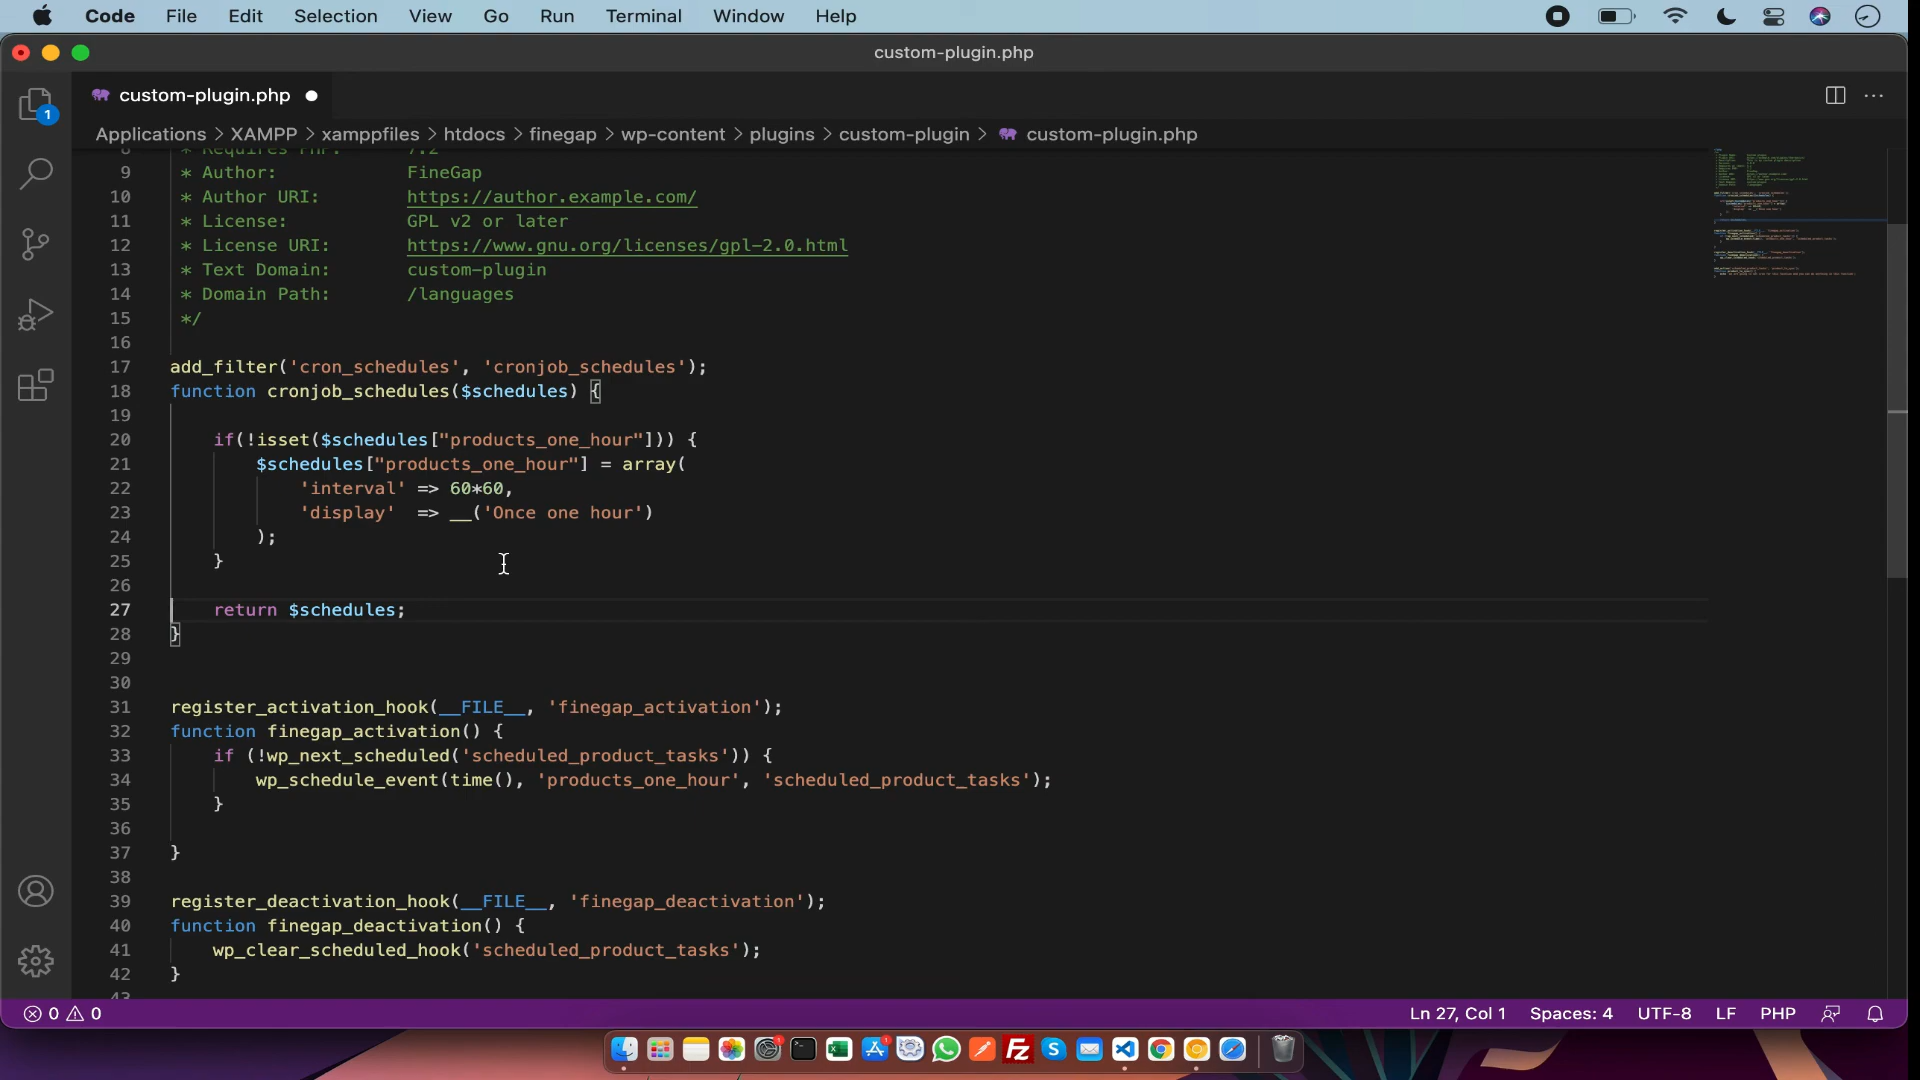 Code File Edit Selection View Go Run Terminal Window Help
custom-plugin.php
custom-plugin.php
Applications > XAMPP > xamppfiles > htdocs > finegap > wp-content > plugins > custom-plugin > custom-plugin.php
8 * Requires PHP: 7.2
9 * Author: FineGap
10 * Author URI: https://author.example.com/
11 * License: GPL v2 or later
12 * License URI: https://www.gnu.org/licenses/gpl-2.0.html
13 * Text Domain: custom-plugin
14 * Domain Path: /languages
15 */
16
17 add_filter('cron_schedules', 'cronjob_schedules');
18 function cronjob_schedules($schedules) {
19
20 if(!isset($schedules["products_one_hour"])) {
21 $schedules["products_one_hour"] = array(
22 'interval' => 60*60,
23 'display' => __('Once one hour')
24 );
25 }
26
27 return $schedules;
28 }
29
30
31 register_activation_hook(__FILE__, 'finegap_activation');
32 function finegap_activation() {
33 if (!wp_next_scheduled('scheduled_product_tasks')) {
34 wp_schedule_event(time(), 'products_one_hour', 'scheduled_product_tasks');
35 }
36
37 }
38
39 register_deactivation_hook(__FILE__, 'finegap_deactivation');
40 function finegap_deactivation() {
41 wp_clear_scheduled_hook('scheduled_product_tasks');
42 }
43
0 0 Ln 27, Col 1 Spaces: 4 UTF-8 LF PHP